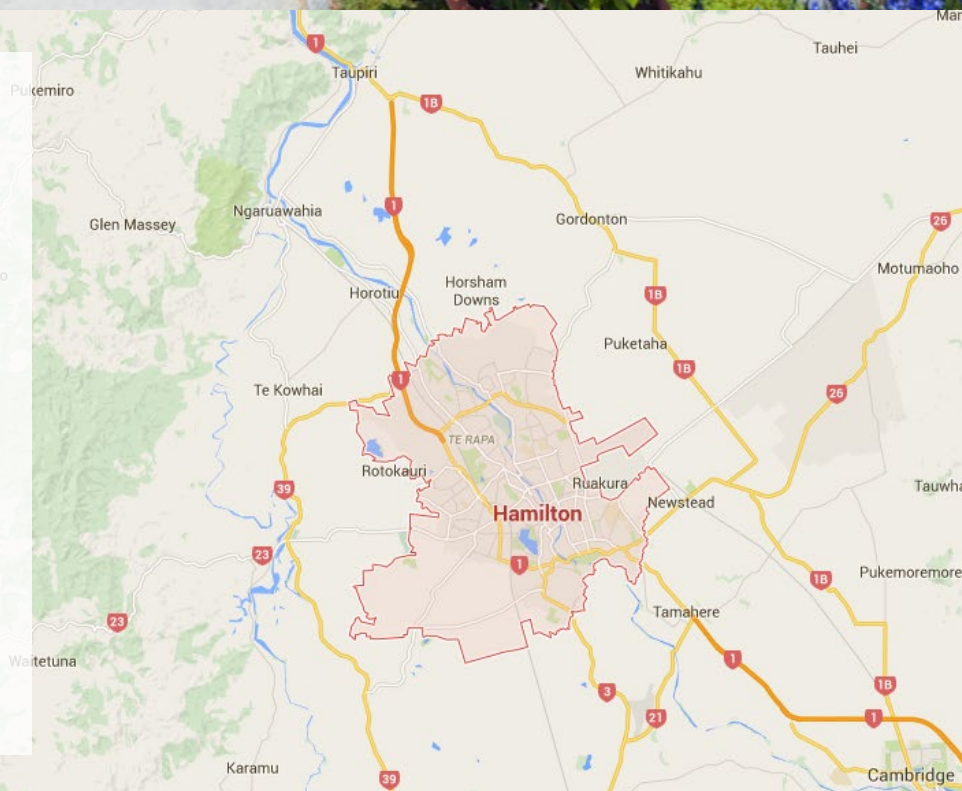 Mar
Tauhei
1
Taupiri
Whitikahu
Pukemiro
1B
1
Ngaruawahia
Gordonton
26
Glen Massey
Motumaoho
Horsham
Downs
Horotiu
1B
Puketaha
1B
1
Te Kowhai
26
TE RAPA
Rotokauri
Ruakura
Tauwha
39
Newstead
Hamilton
23
1
Pukemoremore
1B
Tamahere
23
Waitetuna
1
1B
3
21
1
Karamu
39
Cambridge